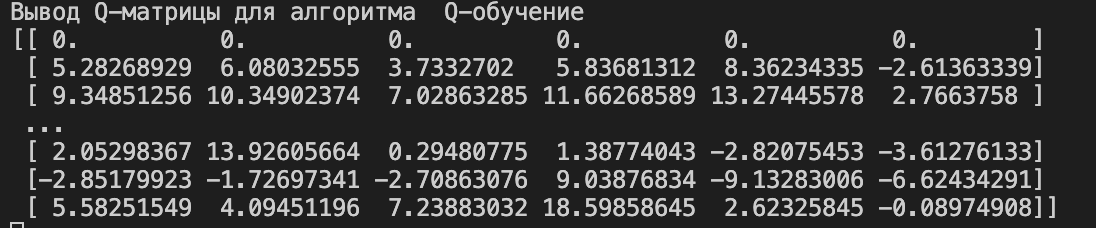 Вывод Q-матрицы для алгоритма  Q-обучение
[[ 0.          0.          0.          0.          0.          0.        ]
 [ 5.28268929  6.08032555  3.7332702   5.83681312  8.36234335 -2.61363339]
 [ 9.34851256 10.34902374  7.02863285 11.66268589 13.27445578  2.7663758 ]
 ...
 [ 2.05298367 13.92605664  0.29480775  1.38774043 -2.82075453 -3.61276133]
 [-2.85179923 -1.72697341 -2.70863076  9.03876834 -9.13283006 -6.62434291]
 [ 5.58251549  4.09451196  7.23883032 18.59858645  2.62325845 -0.08974908]]